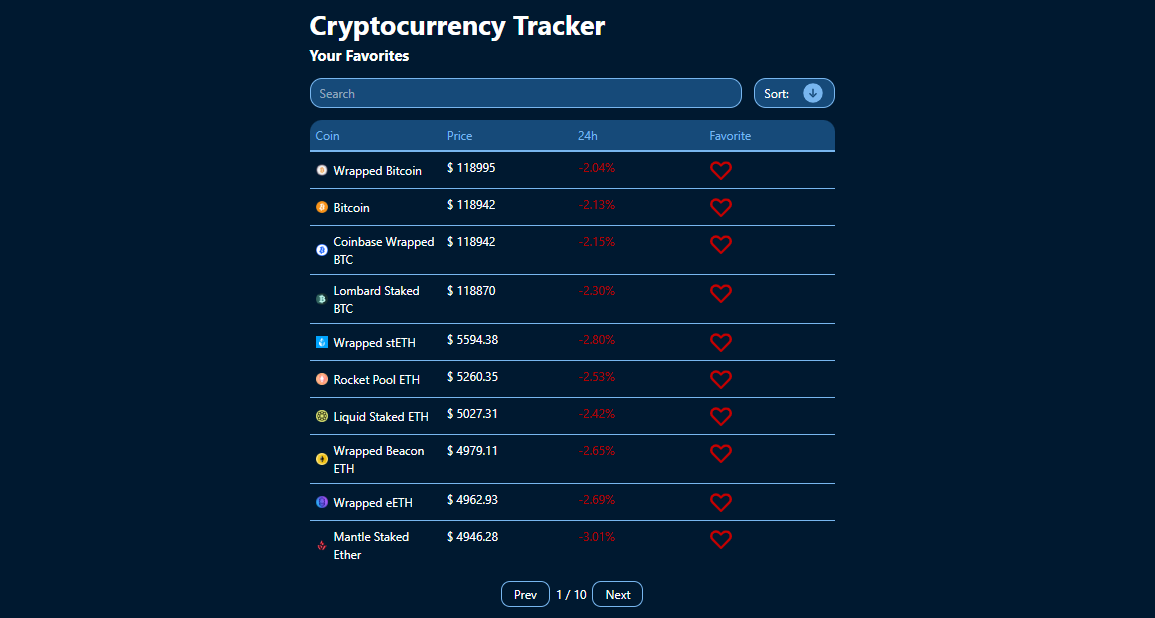 Cryptocurrency Tracker
Your Favorites
Search
Sort:
Coin Price 24h Favorite
Wrapped Bitcoin $ 118995 -2.04%
Bitcoin $ 118942 -2.13%
Coinbase Wrapped $ 118942 -2.15%
BTC
Lombard Staked $ 118870 -2.30%
BTC
Wrapped stETH $ 5594.38 -2.80%
Rocket Pool ETH $ 5260.35 -2.53%
Liquid Staked ETH $ 5027.31 -2.42%
Wrapped Beacon $ 4979.11 -2.65%
ETH
Wrapped eETH $ 4962.93 -2.69%
Mantle Staked $ 4946.28 -3.01%
Ether
Prev 1 / 10 Next